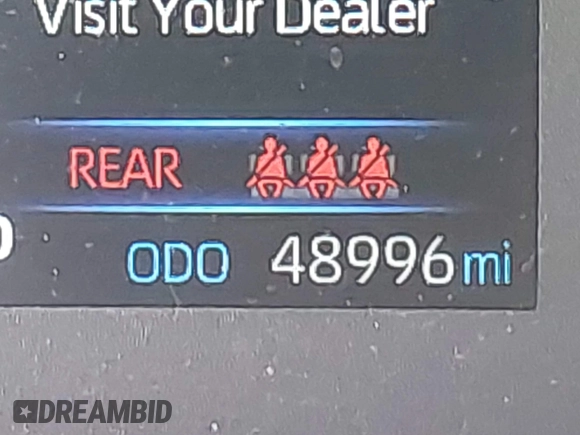 Visit Your Dealer
REAR
ODO 48996 mi
DREAMBID